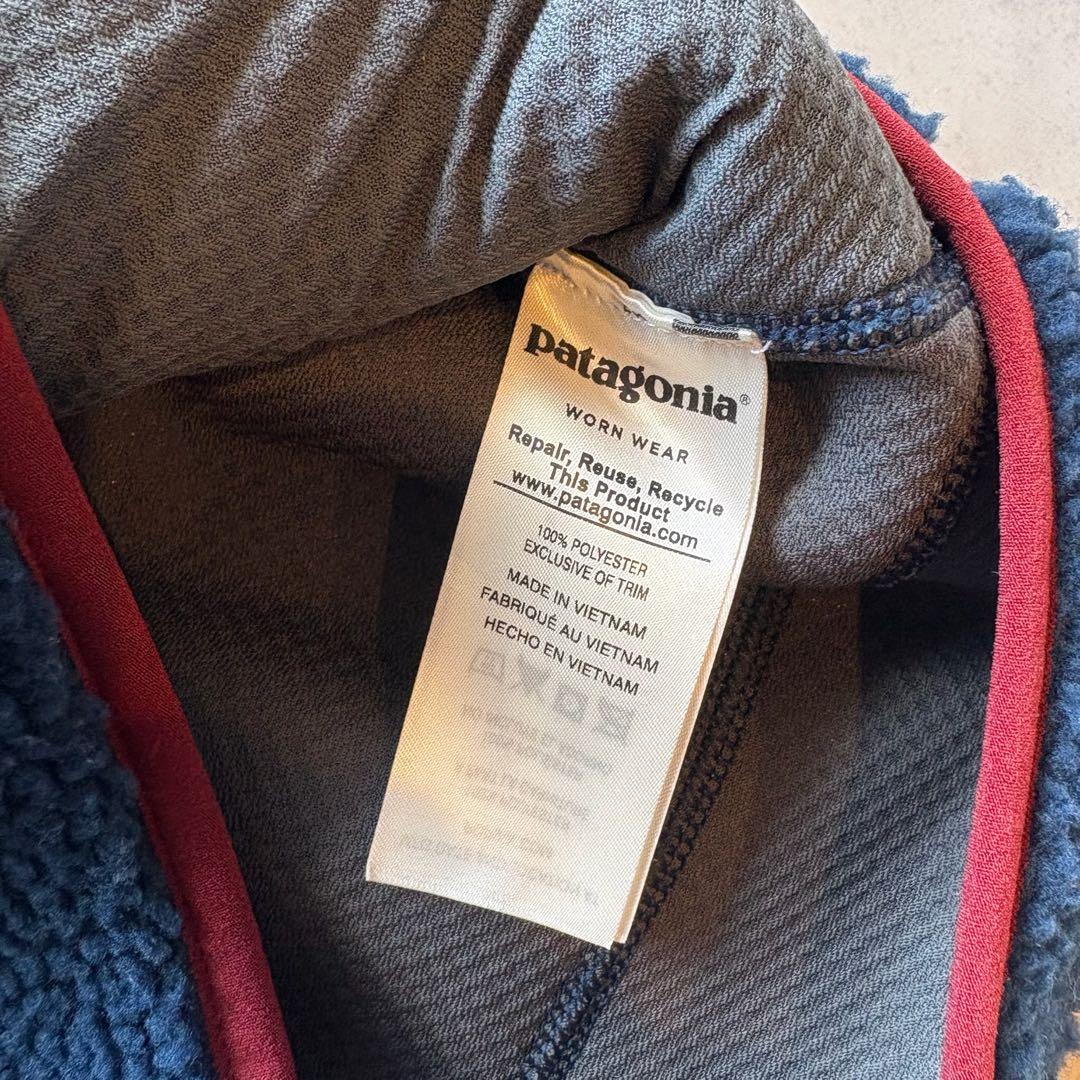 patagonia®
WORN WEAR
Repair, Reuse, Recycle
This Product
www.patagonia.com
100% POLYESTER
EXCLUSIVE OF TRIM
MADE IN VIETNAM
FABRIQUÉ AU VIETNAM
HECHO EN VIETNAM